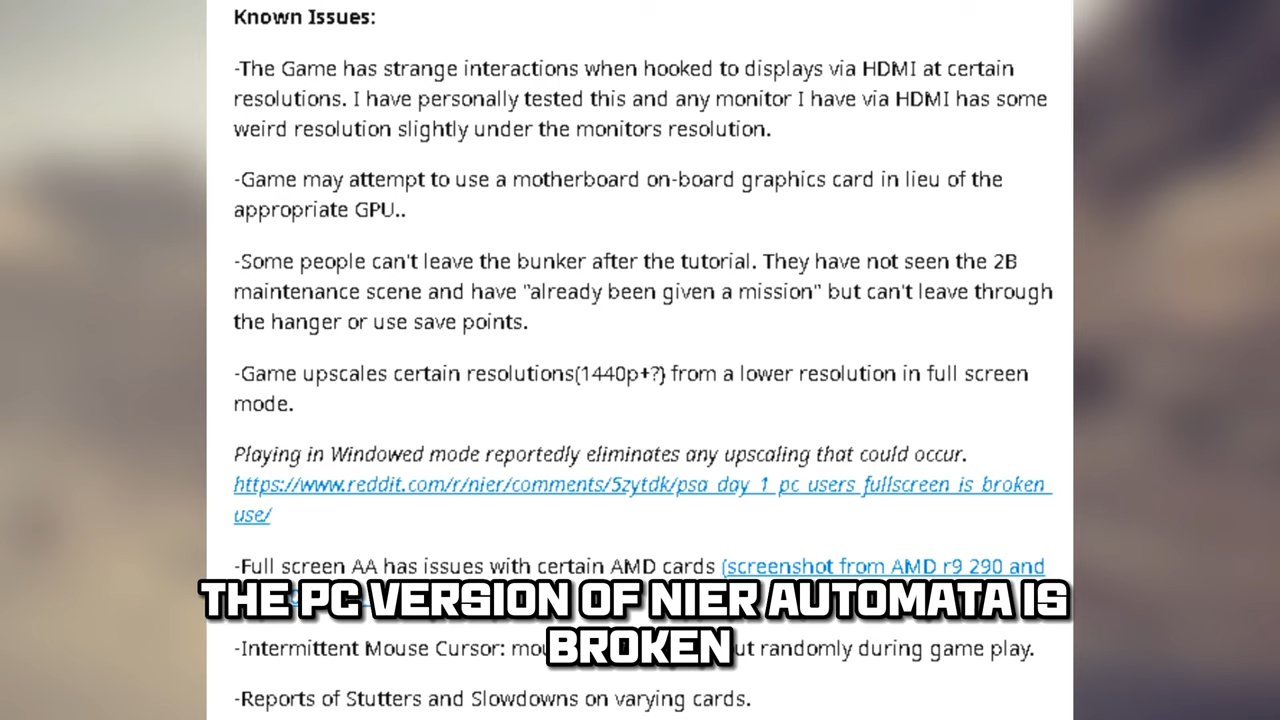 Known Issues:
-The Game has strange interactions when hooked to displays via HDMI at certain
resolutions. I have personally tested this and any monitor I have via HDMI has some
weird resolution slightly under the monitors resolution.
-Game may attempt to use a motherboard on-board graphics card in lieu of the
appropriate GPU..
-Some people can't leave the bunker after the tutorial. They have not seen the 2B
maintenance scene and have "already been given a mission" but can't leave through
the hanger or use save points.
-Game upscales certain resolutions(1440p+?) from a lower resolution in full screen
mode.
Playing in Windowed mode reportedly eliminates any upscaling that could occur.
https://www.reddit.com/r/nier/comments/5zytdk/psa_day_1_pc_users_fullscreen_is_broken_
use/
-Full screen AA has issues with certain AMD cards (screenshot from AMD r9 290 and
THE PC VERSION OF NIER AUTOMATA IS
BROKEN
-Intermittent Mouse Cursor: randomly during game play.
-Reports of Stutters and Slowdowns on varying cards.